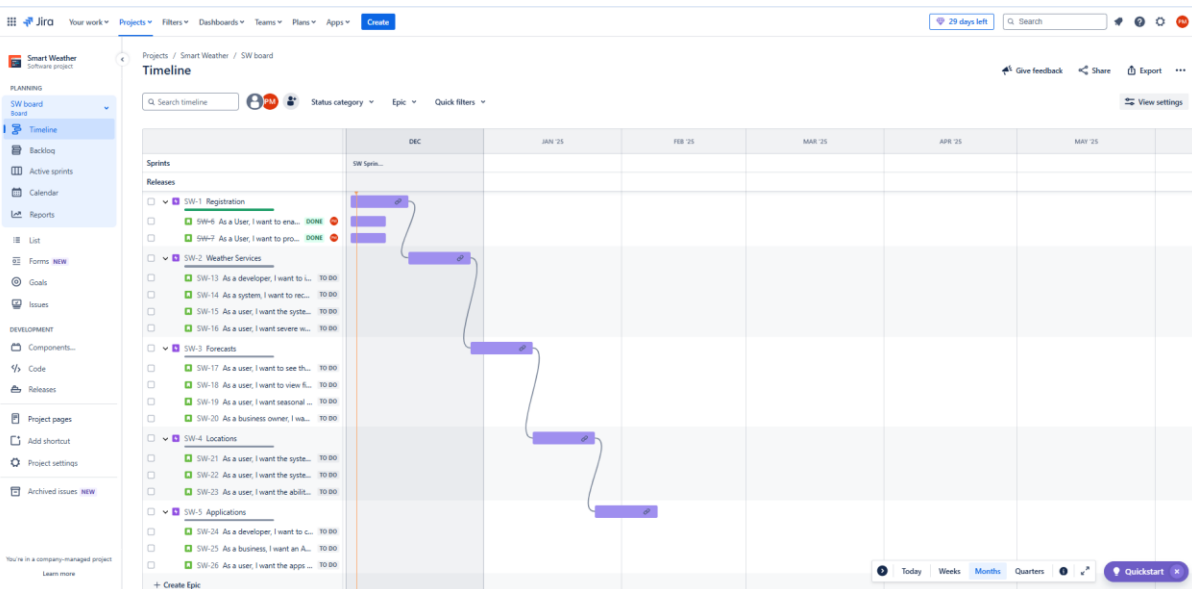 Jira Your work Projects Filters Dashboards Teams Plans Apps Create 29 days left Search PM
Smart Weather
Software project
PLANNING
SW board
Board
Timeline
Backlog
Active sprints
Calendar
Reports
List
Forms NEW
Goals
Issues
DEVELOPMENT
Components...
Code
Releases
Project pages
Add shortcut
Project settings
Archived issues NEW
You're in a company-managed project
Learn more
Projects / Smart Weather / SW board
Timeline
Give feedback Share Export
Search timeline PM Status category Epic Quick filters View settings
DEC JAN '25 FEB '25 MAR '25 APR '25 MAY '25
Sprints SW Sprin...
Releases
SW-1 Registration
SW-6 As a User, I want to ena... DONE PM
SW-7 As a User, I want to pro... DONE PM
SW-2 Weather Services
SW-13 As a developer, I want to i... TO DO
SW-14 As a system, I want to rec... TO DO
SW-15 As a user, I want the syste... TO DO
SW-16 As a user, I want severe w... TO DO
SW-3 Forecasts
SW-17 As a user, I want to see th... TO DO
SW-18 As a user, I want to view fi... TO DO
SW-19 As a user, I want seasonal ... TO DO
SW-20 As a business owner, I wa... TO DO
SW-4 Locations
SW-21 As a user, I want the syste... TO DO
SW-22 As a user, I want the syste... TO DO
SW-23 As a user, I want the abilit... TO DO
SW-5 Applications
SW-24 As a developer, I want to c... TO DO
SW-25 As a business, I want an A... TO DO
SW-26 As a user, I want the apps ... TO DO
+ Create Epic
Today Weeks Months Quarters Quickstart